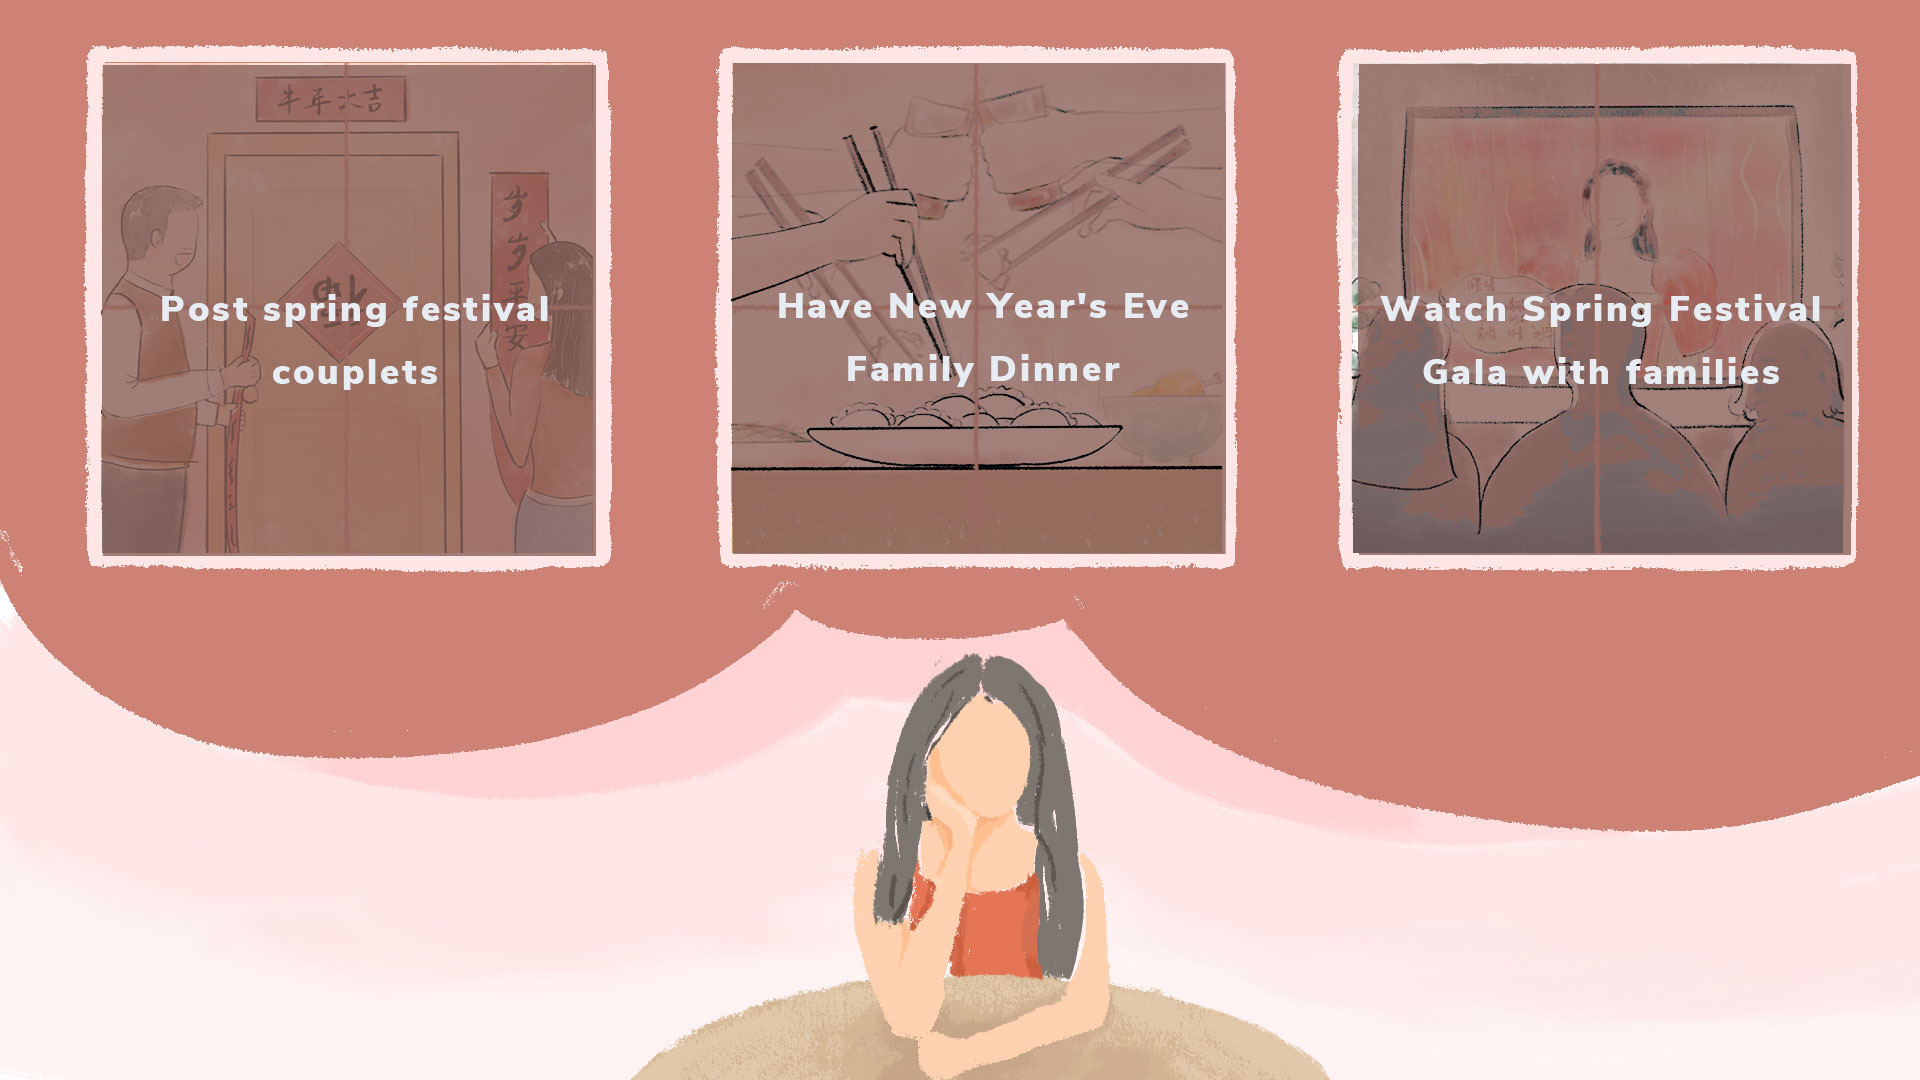 牛年大吉
岁
岁
平
安
福
Post spring festival
couplets
Have New Year's Eve
Family Dinner
Watch Spring Festival
Gala with families